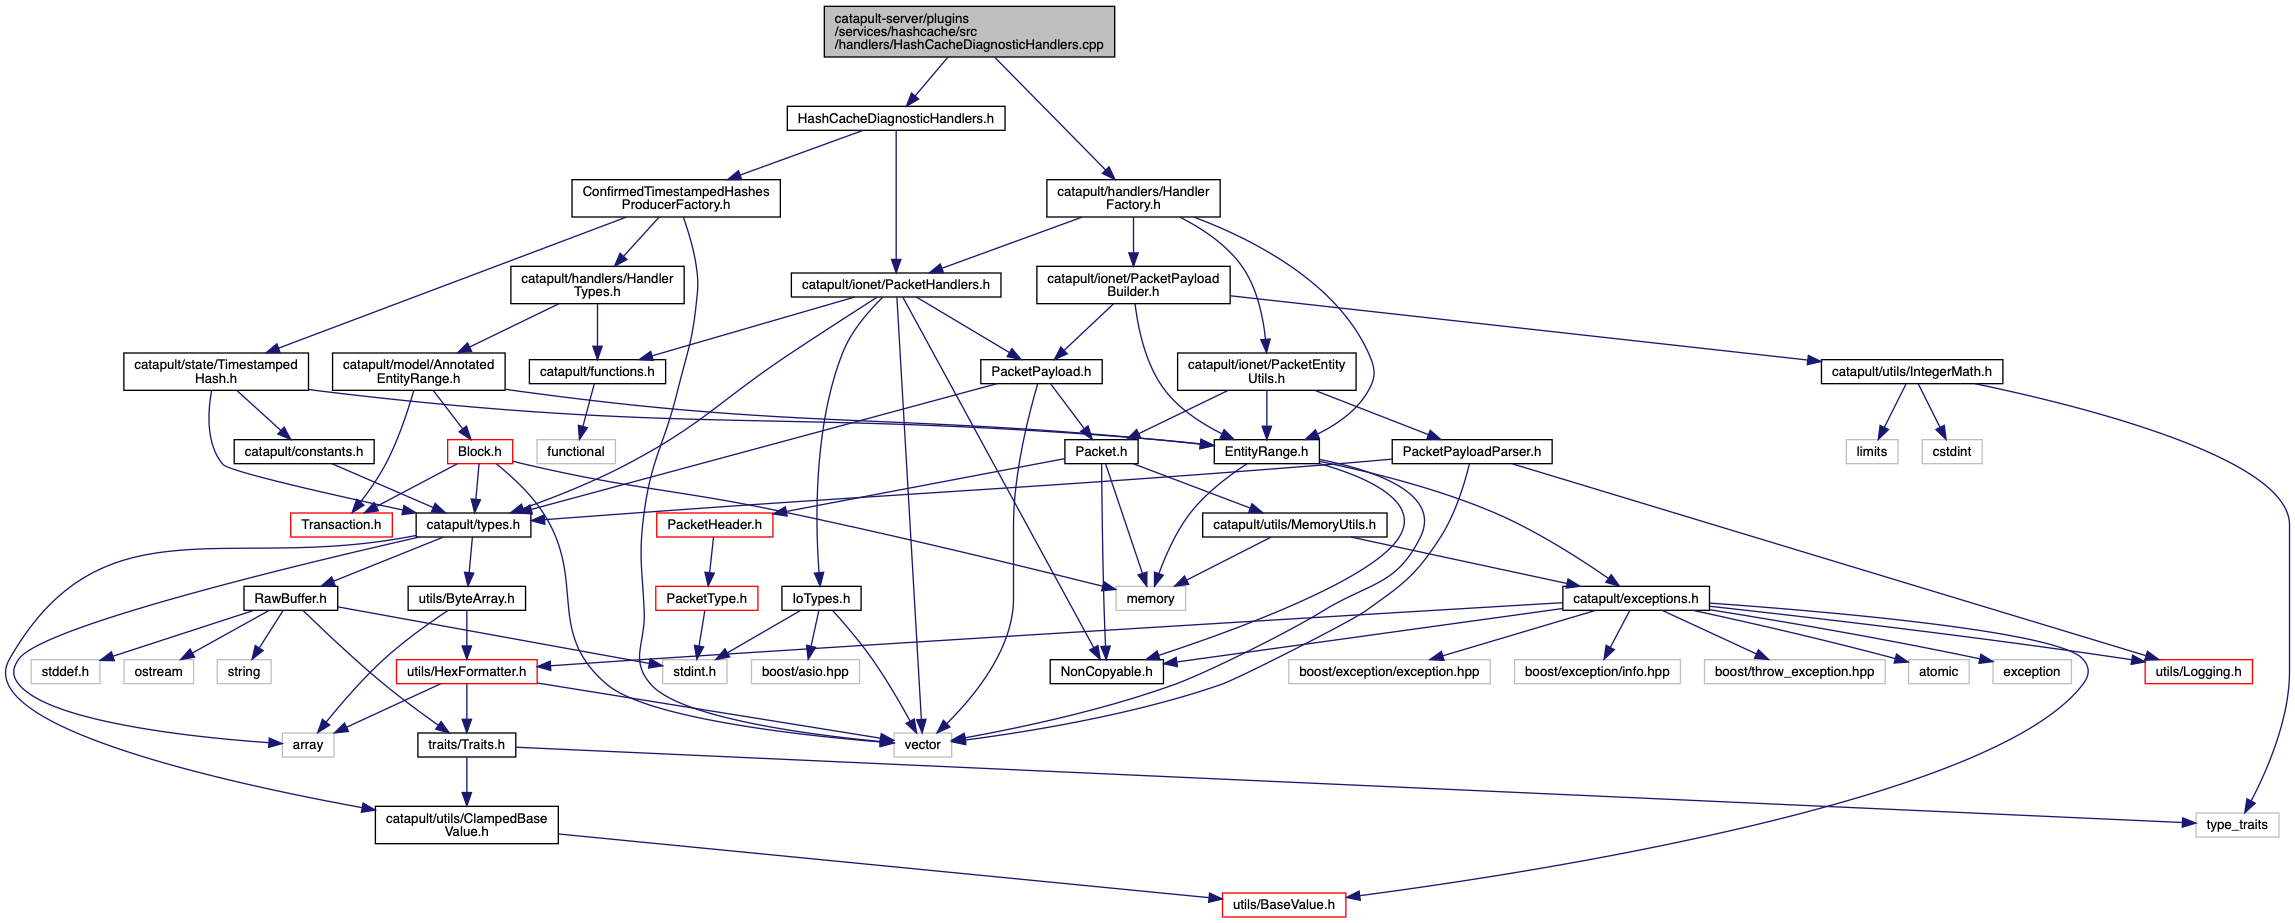 catapult-server/plugins
/services/hashcache/src
/handlers/HashCacheDiagnosticHandlers.cpp
HashCacheDiagnosticHandlers.h
ConfirmedTimestampedHashes
ProducerFactory.h
catapult/handlers/Handler
Factory.h
catapult/handlers/Handler
Types.h
catapult/ionet/PacketHandlers.h
catapult/ionet/PacketPayload
Builder.h
catapult/state/Timestamped
Hash.h
catapult/model/Annotated
EntityRange.h
catapult/functions.h
PacketPayload.h
catapult/ionet/PacketEntity
Utils.h
catapult/utils/IntegerMath.h
catapult/constants.h
Block.h
functional
Packet.h
EntityRange.h
PacketPayloadParser.h
limits
cstdint
Transaction.h
catapult/types.h
PacketHeader.h
catapult/utils/MemoryUtils.h
RawBuffer.h
utils/ByteArray.h
PacketType.h
IoTypes.h
memory
catapult/exceptions.h
stddef.h
ostream
string
utils/HexFormatter.h
stdint.h
boost/asio.hpp
NonCopyable.h
boost/exception/exception.hpp
boost/exception/info.hpp
boost/throw_exception.hpp
atomic
exception
utils/Logging.h
array
traits/Traits.h
vector
catapult/utils/ClampedBase
Value.h
type_traits
utils/BaseValue.h